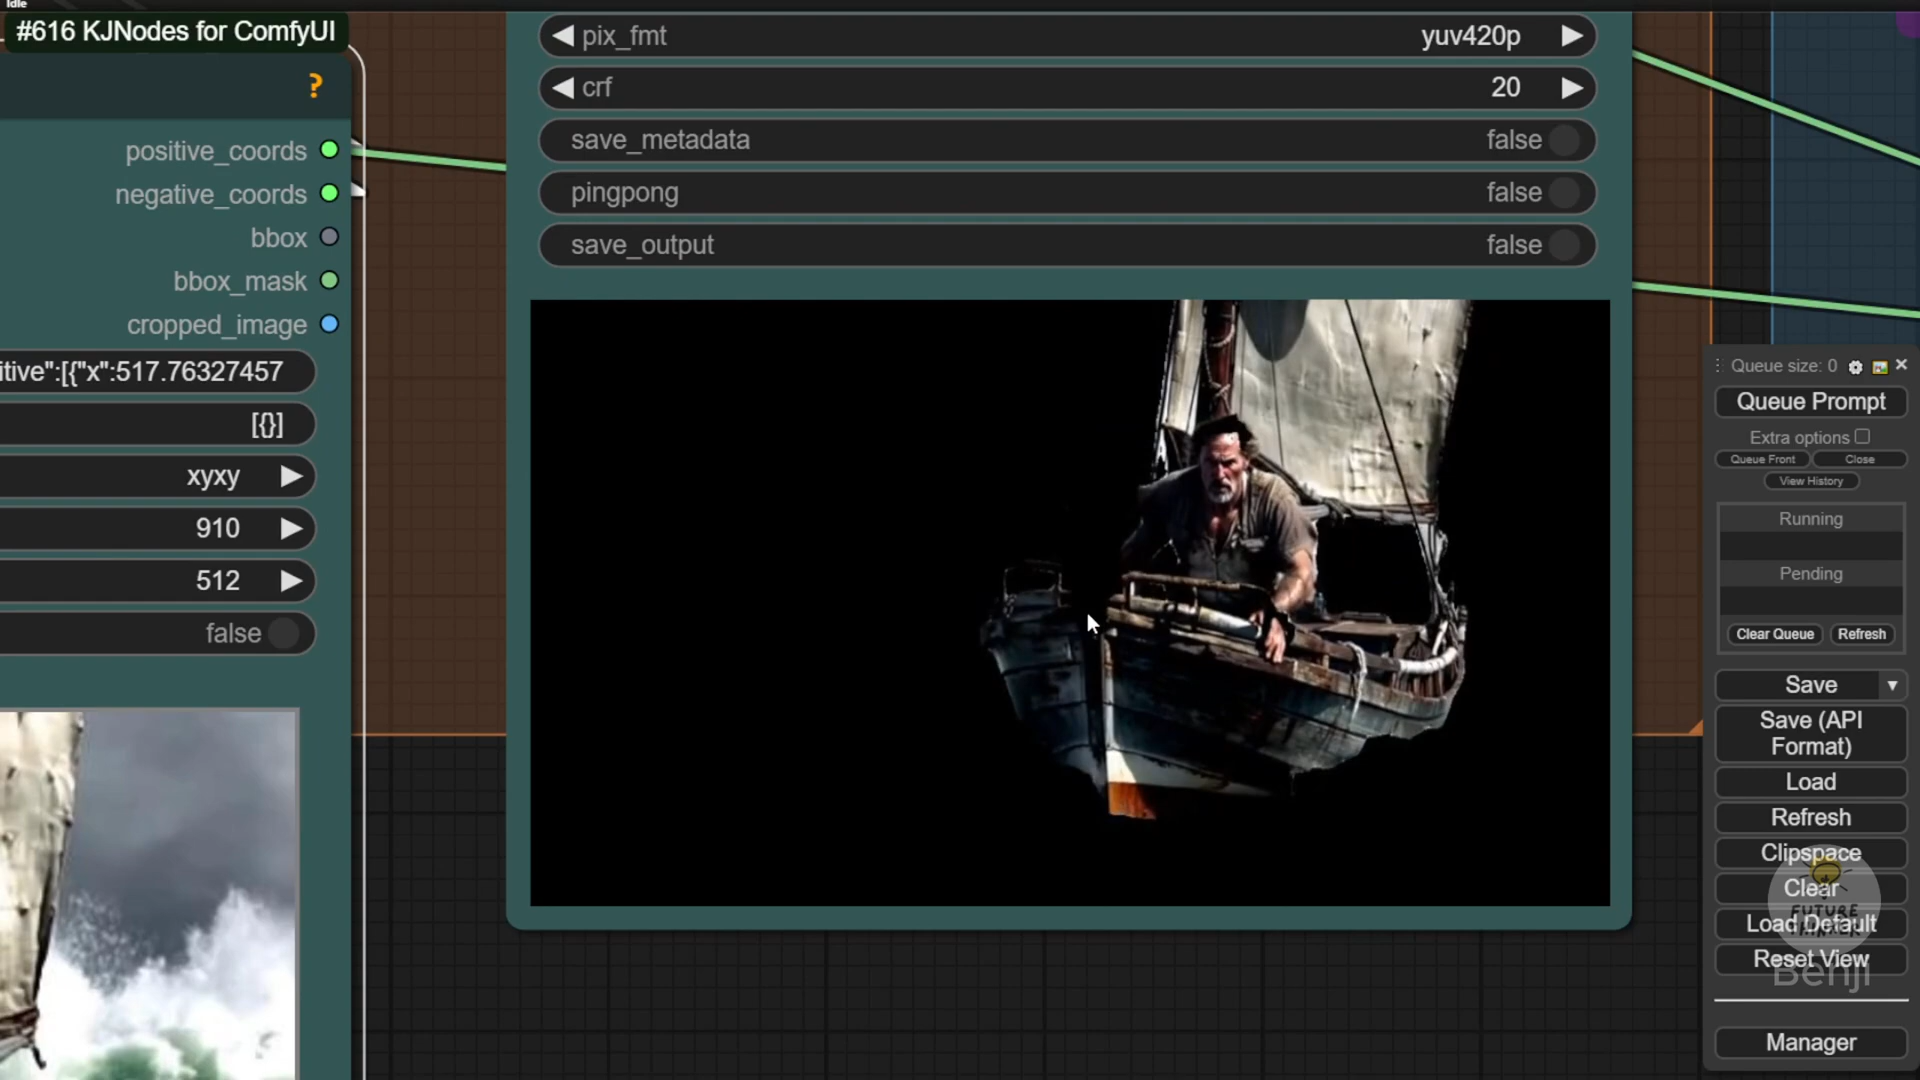 Idle
#616 KJNodes for ComfyUI
?
positive_coords
negative_coords
bbox
bbox_mask
cropped_image
itive":[{"x":517.76327457
[{}]
xyxy
910
512
false
pix_fmt yuv420p
crf 20
save_metadata false
pingpong false
save_output false
Queue size: 0
Queue Prompt
Extra options
Queue Front Close
View History
Running
Pending
Clear Queue Refresh
Save
Save (API
Format)
Load
Refresh
Clipspace
Clear
FUTURE
THINKER
Load Default
Reset View
Benji
Manager